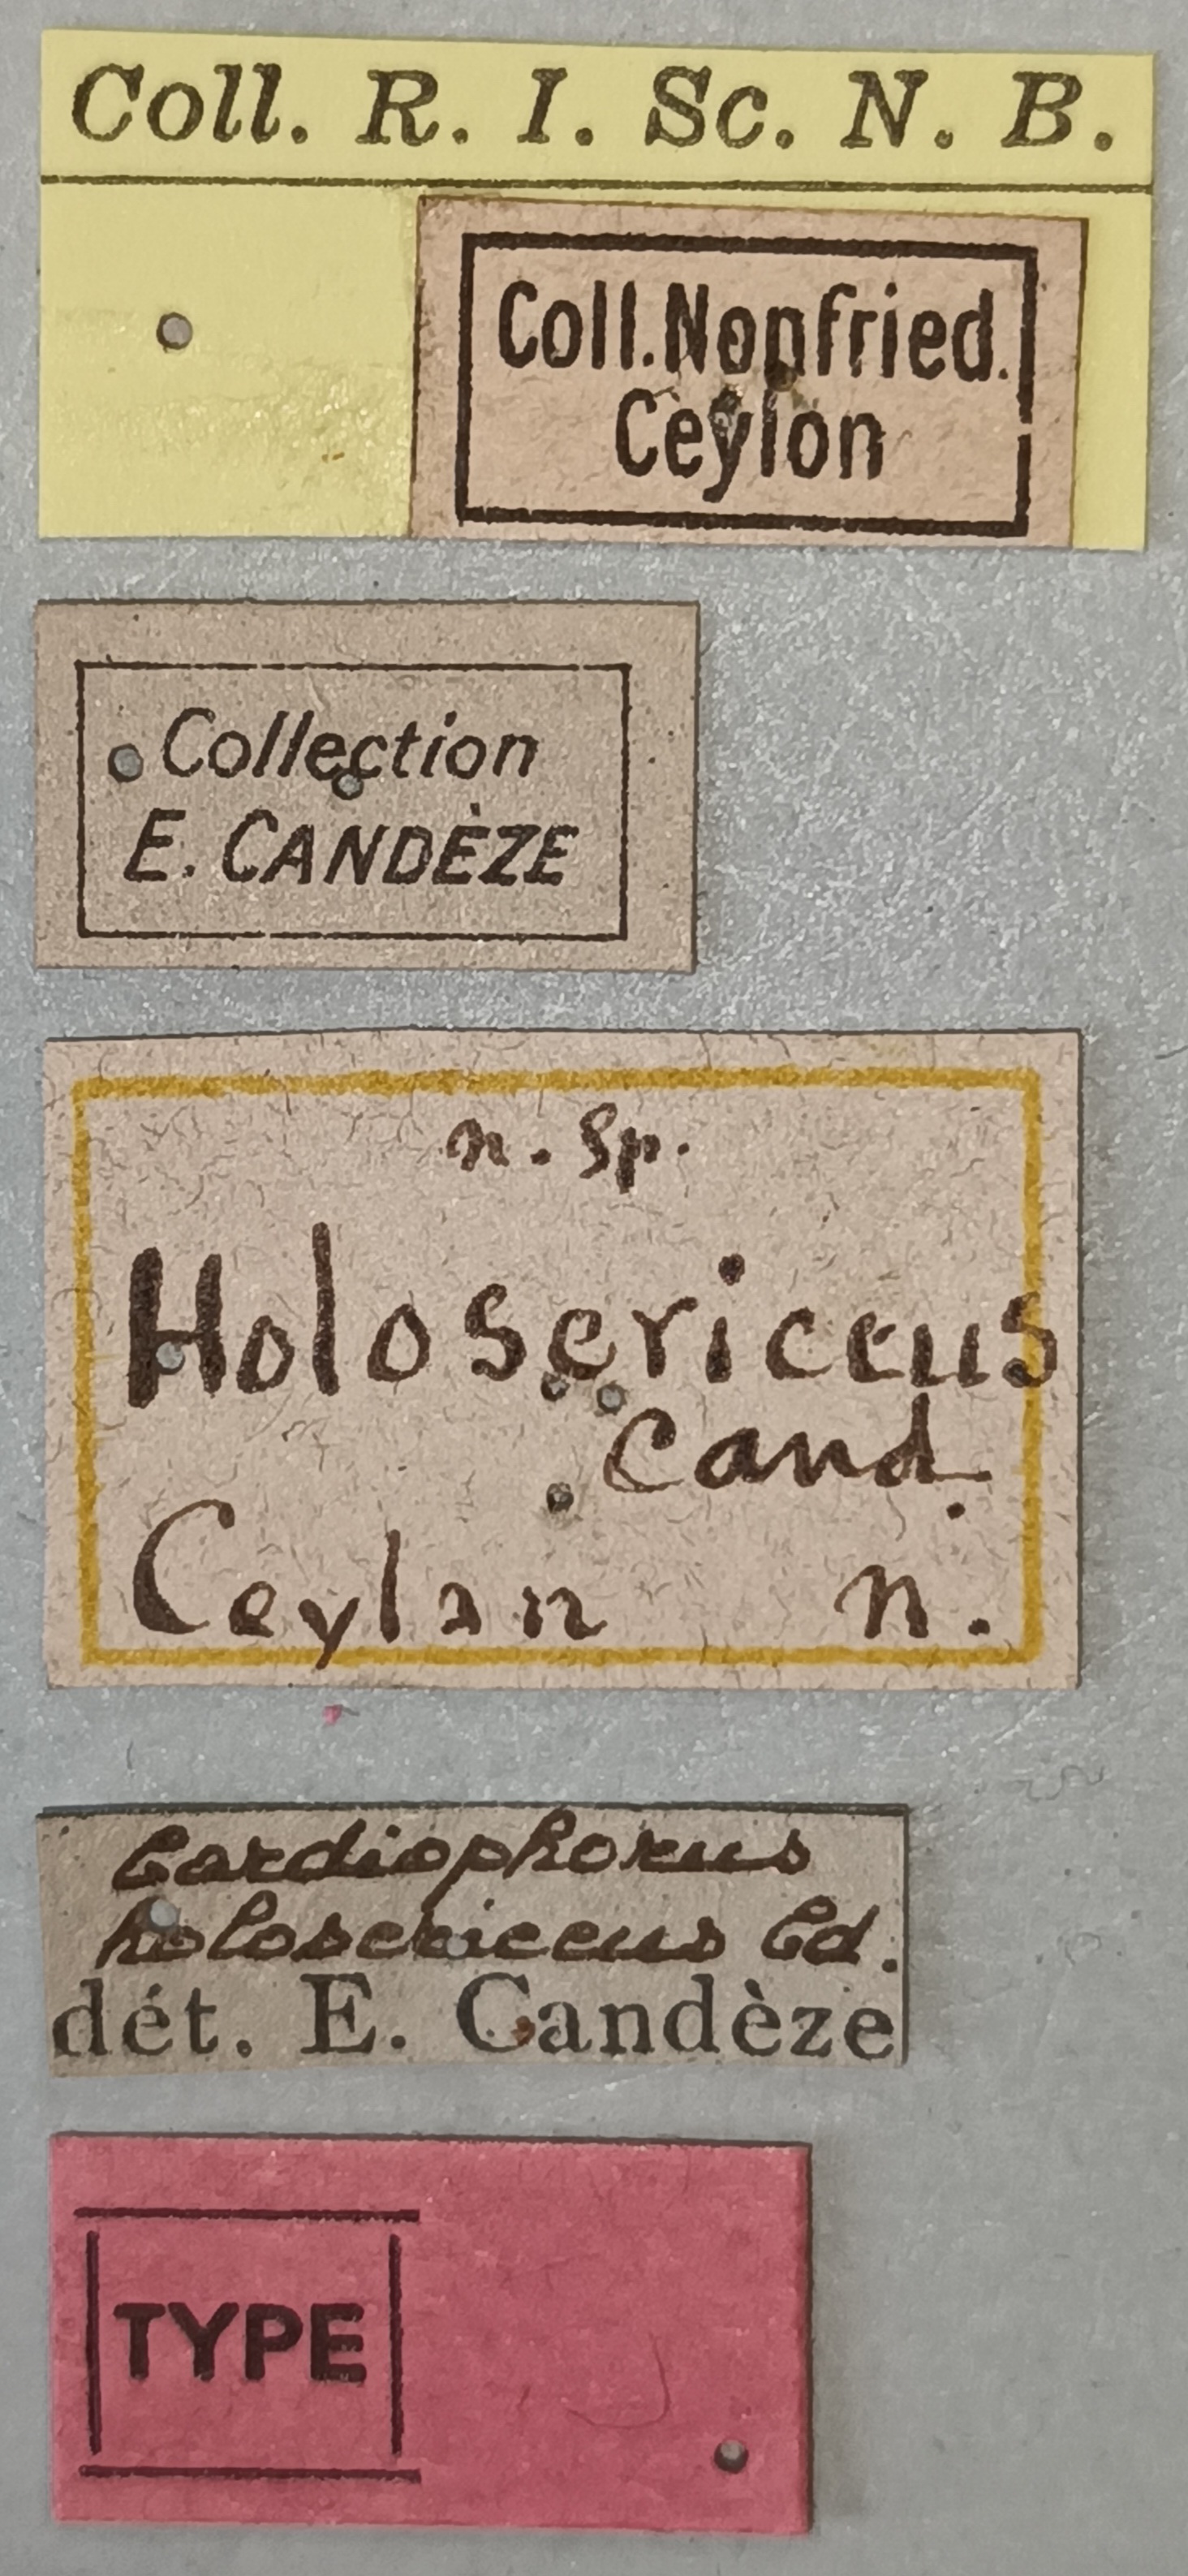 Coll. R. I. Sc. N. B.
Coll. Nonfried.
Ceylon
Collection
E. CANDÈZE
n. sp.
Holosericeus
Cand.
Ceylan n.
Cardiophorus
holosericeus Cd.
dét. E. Candèze
TYPE